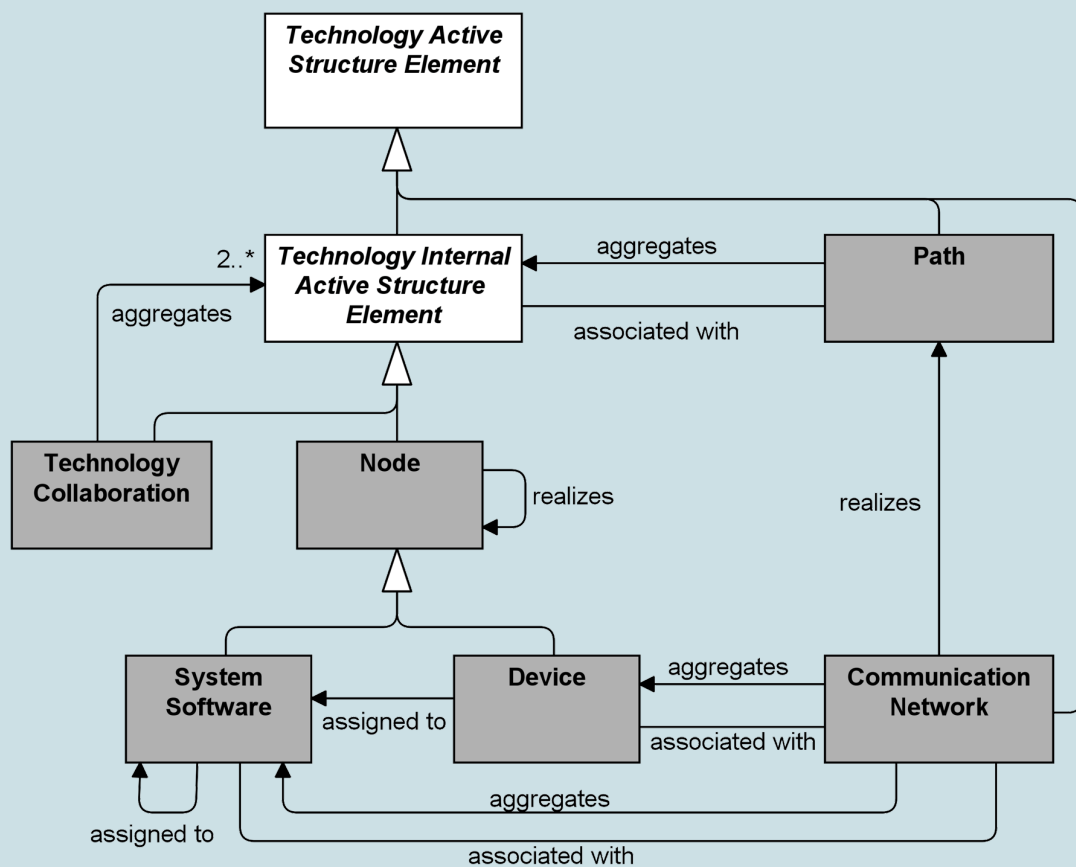 Technology Active
Structure Element
2..*
Technology Internal
Active Structure
Element
aggregates
Path
aggregates
associated with
Technology
Collaboration
Node
realizes
realizes
System
Software
Device
aggregates
Communication
Network
assigned to
associated with
aggregates
assigned to
associated with